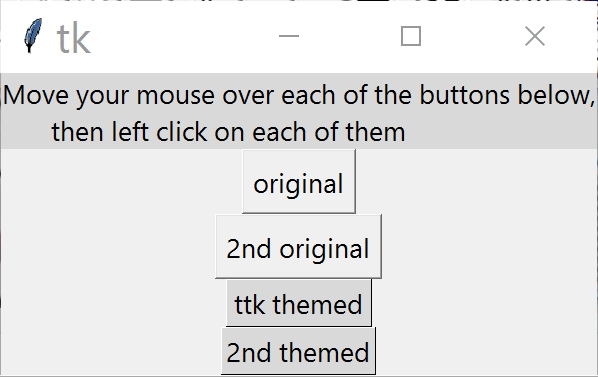 tk
Move your mouse over each of the buttons below,
then left click on each of them
original
2nd original
ttk themed
2nd themed